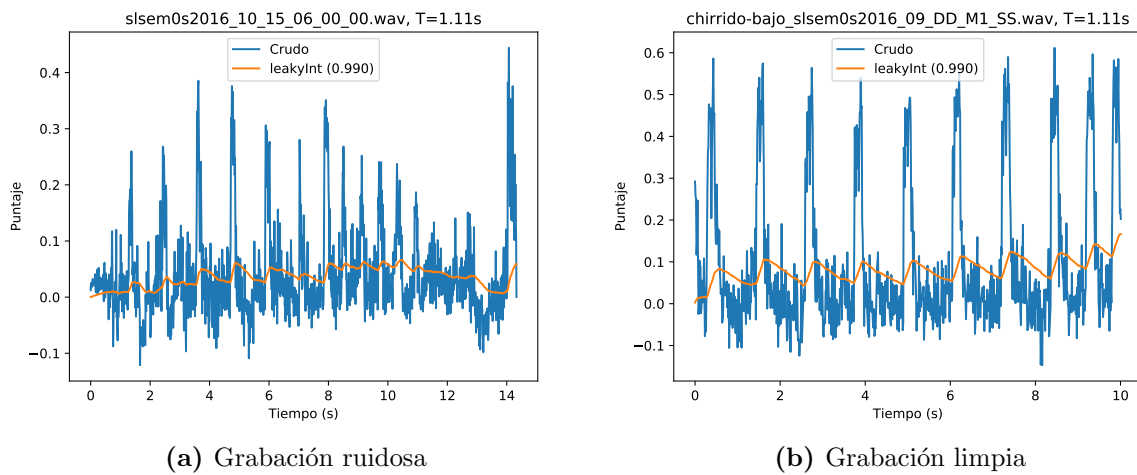 slsem0s2016_10_15_06_00_00.wav, T=1.11s
Crudo
leakyInt (0.990)
Puntaje
0.4
0.3
0.2
0.1
0.0
−0.1
0 2 4 6 8 10 12 14
Tiempo (s)
(a) Grabación ruidosa
chirrido-bajo_slsem0s2016_09_DD_M1_SS.wav, T=1.11s
Crudo
leakyInt (0.990)
Puntaje
0.6
0.5
0.4
0.3
0.2
0.1
0.0
−0.1
0 2 4 6 8 10
Tiempo (s)
(b) Grabación limpia